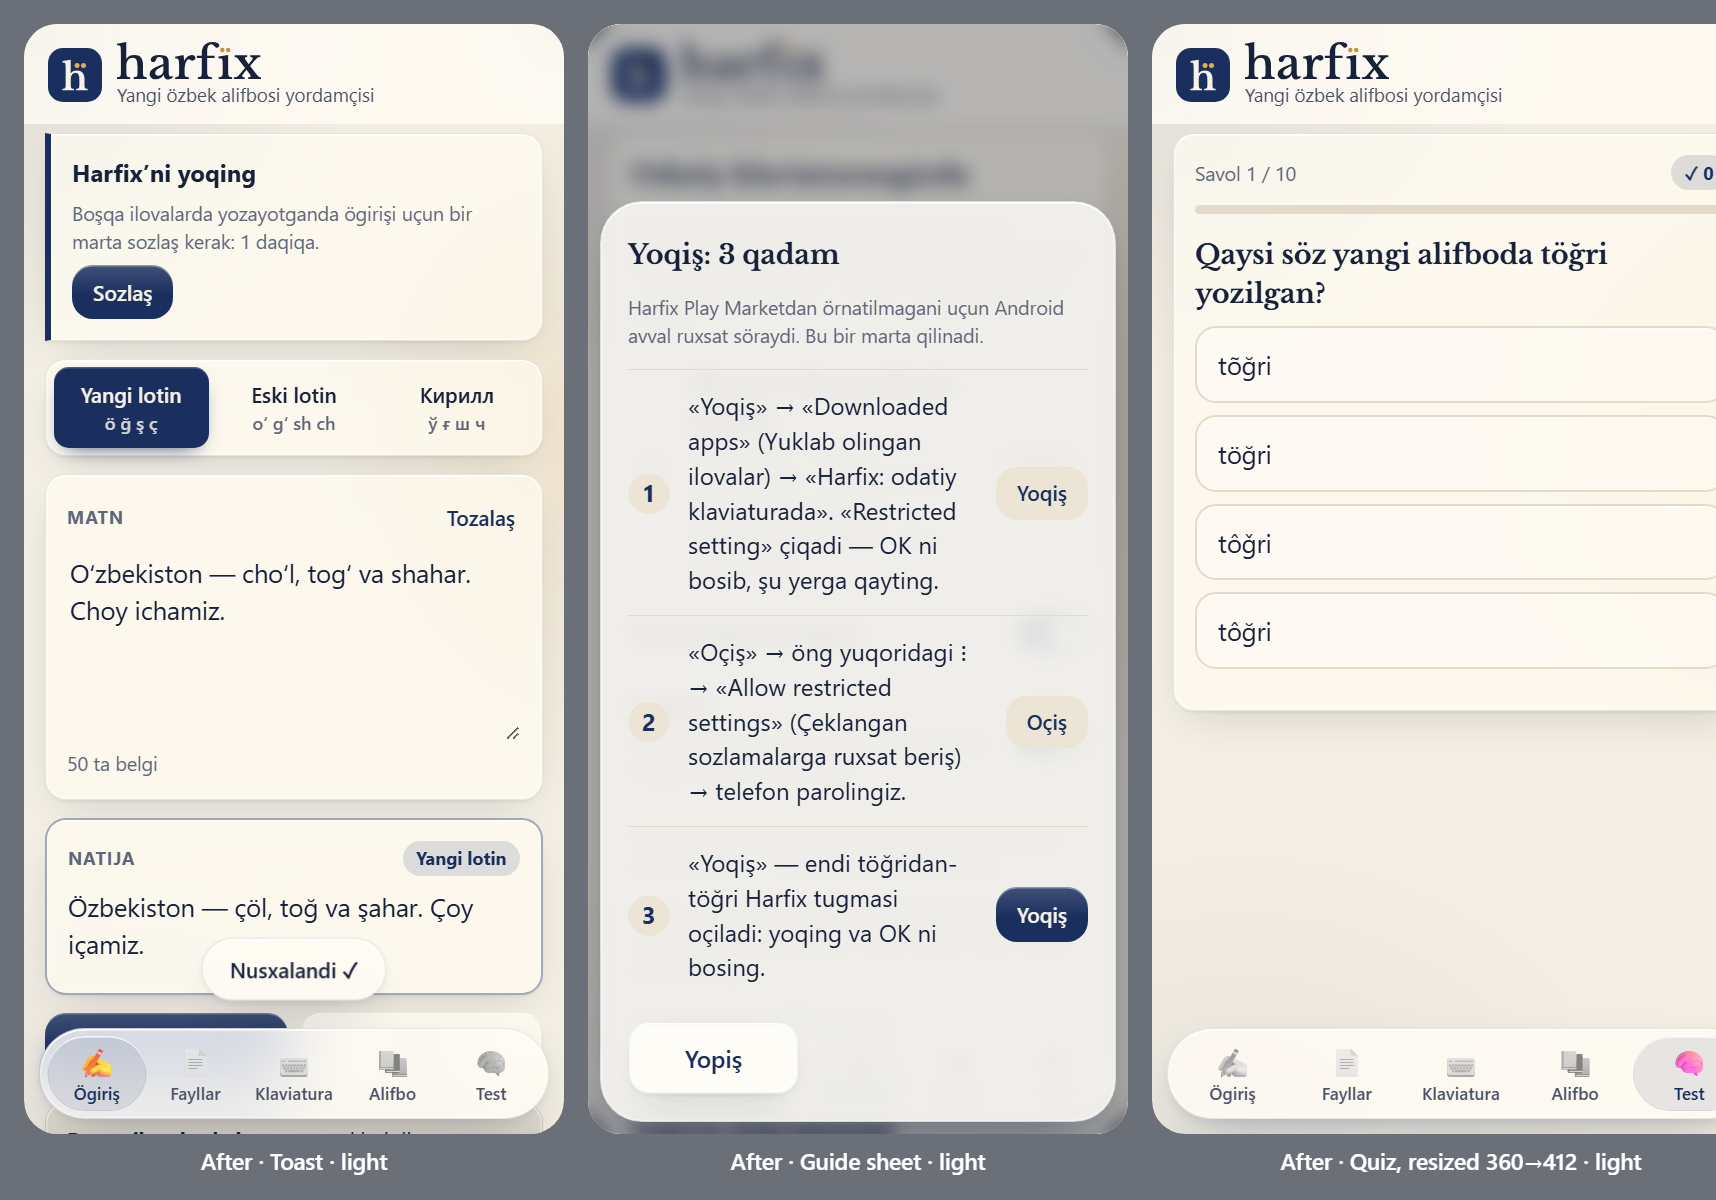 harfix
Yangi özbek alifbosi yordamçisi
Harfix’ni yoqing
Boşqa ilovalarda yozayotganda ögirişi uçun bir
marta sozlaş kerak: 1 daqiqa.
Sozlaş
Yangi lotin
ö ğ ş ç
Eski lotin
oʻ gʻ sh ch
Кирилл
ў ғ ш ч
MATN
Tozalaş
Oʻzbekiston — choʻl, togʻ va shahar.
Choy ichamiz.
50 ta belgi
NATIJA
Yangi lotin
Özbekiston — çöl, toğ va şahar. Çoy
içamiz.
Nusxalandi ✓
Ögiriş
Fayllar
Klaviatura
Alifbo
Test
After · Toast · light
Yoqiş: 3 qadam
Harfix Play Marketdan örnatilmagani uçun Android
avval ruxsat söraydi. Bu bir marta qilinadi.
1
«Yoqiş» → «Downloaded
apps» (Yuklab olingan
ilovalar) → «Harfix: odatiy
klaviaturada». «Restricted
setting» çiqadi — OK ni
bosib, şu yerga qayting.
Yoqiş
2
«Oçiş» → öng yuqoridagi ⋮
→ «Allow restricted
settings» (Çeklangan
sozlamalarga ruxsat beriş)
→ telefon parolingiz.
Oçiş
3
«Yoqiş» — endi töğridan-
töğri Harfix tugmasi
oçiladi: yoqing va OK ni
bosing.
Yoqiş
Yopiş
After · Guide sheet · light
harfix
Yangi özbek alifbosi yordamçisi
Savol 1 / 10
✓ 0
Qaysi söz yangi alifboda töğri
yozilgan?
tõğri
töğri
tôğri
tôğri
Ögiriş
Fayllar
Klaviatura
Alifbo
Test
After · Quiz, resized 360→412 · light